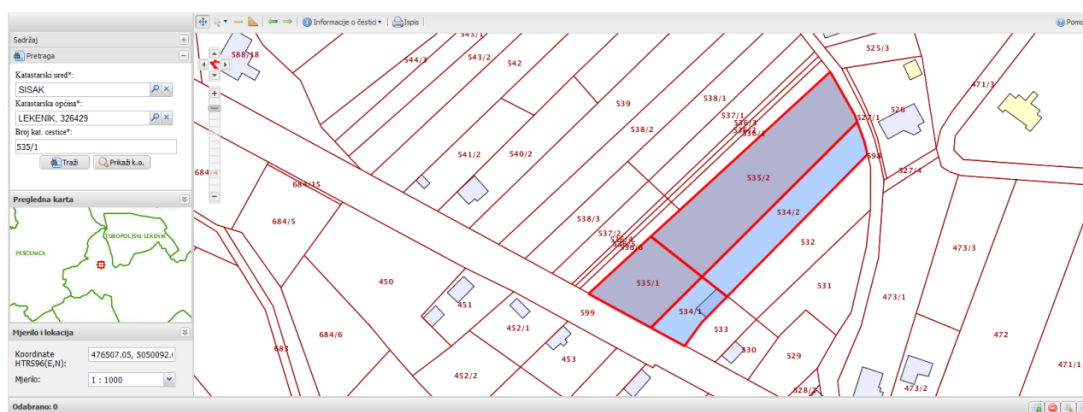 Informacije o čestici
Ispis
Pomo
Sadržaj
Pretraga
Katastarski ured*:
SISAK
Katastarska općina*:
LEKENIK, 326429
Broj kat. cestice*:
535/1
Traži
Prikaži k.o.
Pregledna karta
TUROPOLJSKI LEKENIK
PEŠĆENICA
Mjerilo i lokacija
Koordinate
HTRS96(E,N):
476507.05, 5050092.
Mjerilo:
1 : 1000
Odabrano: 0
588/18
544/3
543/1
543/2
542
539
538/1
537/1
538/2
541/2
540/2
684/4
684/15
684/5
538/3
537/2
535/2
534/2
535/1
534/1
525/3
526
527/1
598
527/4
471/3
532
531
533
530
529
528/2
599
450
451
452/1
453
452/2
684/6
683
473/3
473/1
473/2
472
471/1